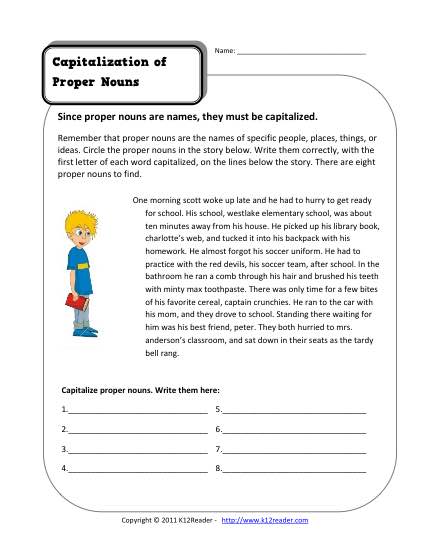 Name: ___________________________
Capitalization of
Proper Nouns
Since proper nouns are names, they must be capitalized.
Remember that proper nouns are the names of specific people, places, things, or
ideas. Circle the proper nouns in the story below. Write them correctly, with the
first letter of each word capitalized, on the lines below the story. There are eight
proper nouns to find.
One morning scott woke up late and he had to hurry to get ready
for school. His school, westlake elementary school, was about
ten minutes away from his house. He picked up his library book,
charlotte's web, and tucked it into his backpack with his
homework. He almost forgot his soccer uniform. He had to
practice with the red devils, his soccer team, after school. In the
bathroom he ran a comb through his hair and brushed his teeth
with minty max toothpaste. There was only time for a few bites
of his favorite cereal, captain crunchies. He ran to the car with
his mom, and they drove to school. Standing there waiting for
him was his best friend, peter. They both hurried to mrs.
anderson's classroom, and sat down in their seats as the tardy
bell rang.
Capitalize proper nouns. Write them here:
1.______________________________ 5.______________________________
2.______________________________ 6.______________________________
3.______________________________ 7.______________________________
4.______________________________ 8.______________________________
Copyright © 2011 K12Reader - http://www.k12reader.com